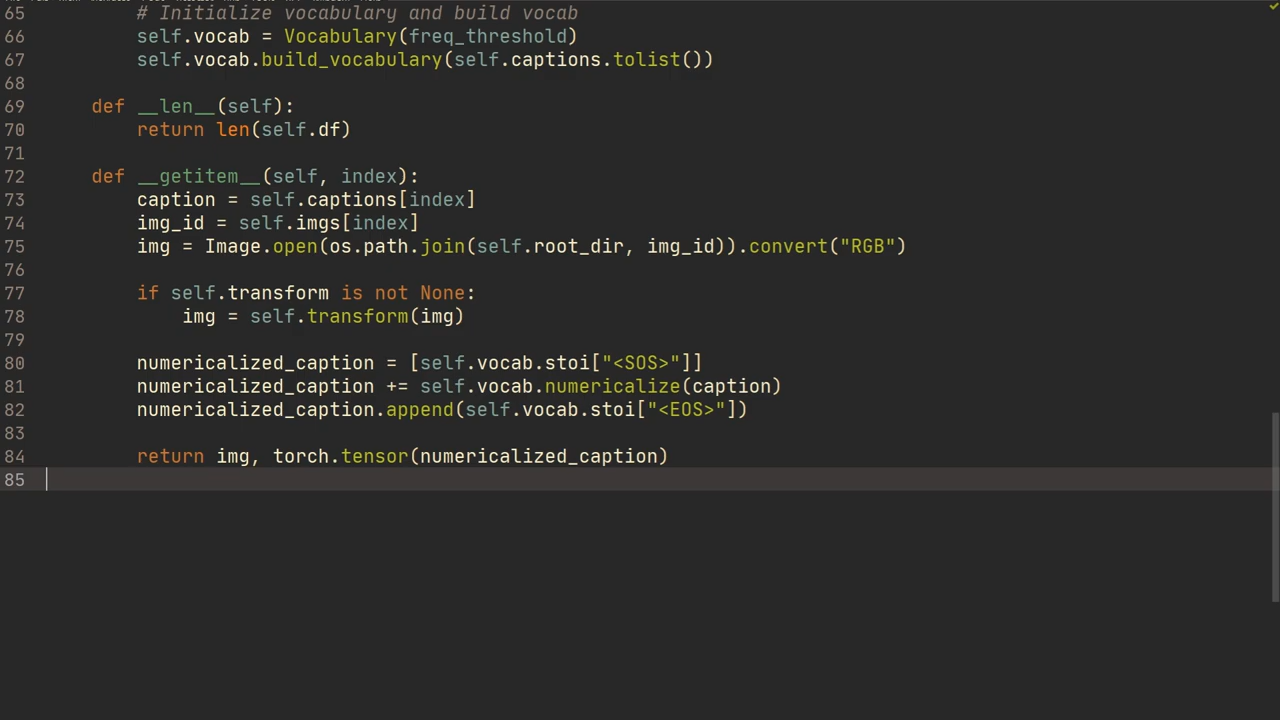 65 # Initialize vocabulary and build vocab
66 self.vocab = Vocabulary(freq_threshold)
67 self.vocab.build_vocabulary(self.captions.tolist())
68
69 def __len__(self):
70 return len(self.df)
71
72 def __getitem__(self, index):
73 caption = self.captions[index]
74 img_id = self.imgs[index]
75 img = Image.open(os.path.join(self.root_dir, img_id)).convert("RGB")
76
77 if self.transform is not None:
78 img = self.transform(img)
79
80 numericalized_caption = [self.vocab.stoi["<SOS>"]]
81 numericalized_caption += self.vocab.numericalize(caption)
82 numericalized_caption.append(self.vocab.stoi["<EOS>"])
83
84 return img, torch.tensor(numericalized_caption)
85